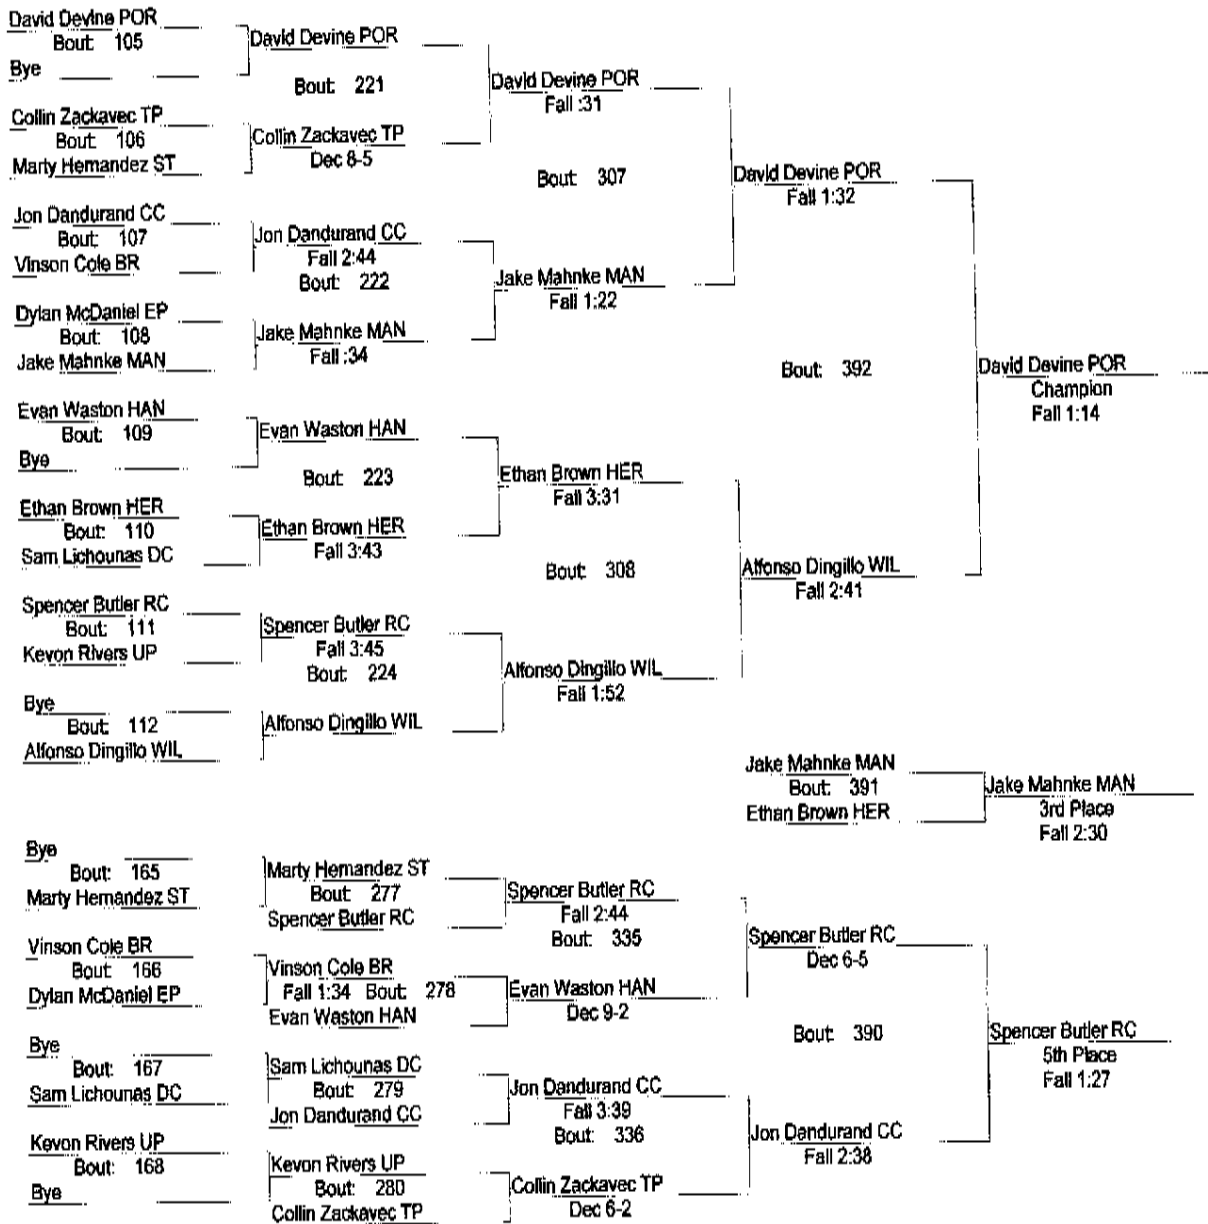 David Devine POR
Bout: 105
Bye
David Devine POR
Bout: 221
Collin Zackavec TP
Bout: 106
Marty Hernandez ST
Collin Zackavec TP
Dec 8-5
David Devine POR
Fall :31
Bout: 307
Jon Dandurand CC
Bout: 107
Vinson Cole BR
Jon Dandurand CC
Fall 2:44
Bout: 222
Dylan McDaniel EP
Bout: 108
Jake Mahnke MAN
Jake Mahnke MAN
Fall :34
Jake Mahnke MAN
Fall 1:22
David Devine POR
Fall 1:32
Bout: 392
David Devine POR
Champion
Fall 1:14
Evan Waston HAN
Bout: 109
Bye
Evan Waston HAN
Bout: 223
Ethan Brown HER
Bout: 110
Sam Lichounas DC
Ethan Brown HER
Fall 3:43
Ethan Brown HER
Fall 3:31
Bout: 308
Spencer Butler RC
Bout: 111
Kevon Rivers UP
Spencer Butler RC
Fall 3:45
Bout: 224
Bye
Bout: 112
Alfonso Dingillo WIL
Alfonso Dingillo WIL
Alfonso Dingillo WIL
Fall 1:52
Alfonso Dingillo WIL
Fall 2:41
Jake Mahnke MAN
Bout: 391
Ethan Brown HER
Jake Mahnke MAN
3rd Place
Fall 2:30
Bye
Bout: 165
Marty Hernandez ST
Marty Hernandez ST
Bout: 277
Spencer Butler RC
Spencer Butler RC
Fall 2:44
Bout: 335
Vinson Cole BR
Bout: 166
Dylan McDaniel EP
Vinson Cole BR
Fall 1:34 Bout: 278
Evan Waston HAN
Evan Waston HAN
Dec 9-2
Spencer Butler RC
Dec 6-5
Bout: 390
Spencer Butler RC
5th Place
Fall 1:27
Bye
Bout: 167
Sam Lichounas DC
Sam Lichounas DC
Bout: 279
Jon Dandurand CC
Jon Dandurand CC
Fall 3:39
Bout: 336
Kevon Rivers UP
Bout: 168
Bye
Kevon Rivers UP
Bout: 280
Collin Zackavec TP
Collin Zackavec TP
Dec 6-2
Jon Dandurand CC
Fall 2:38